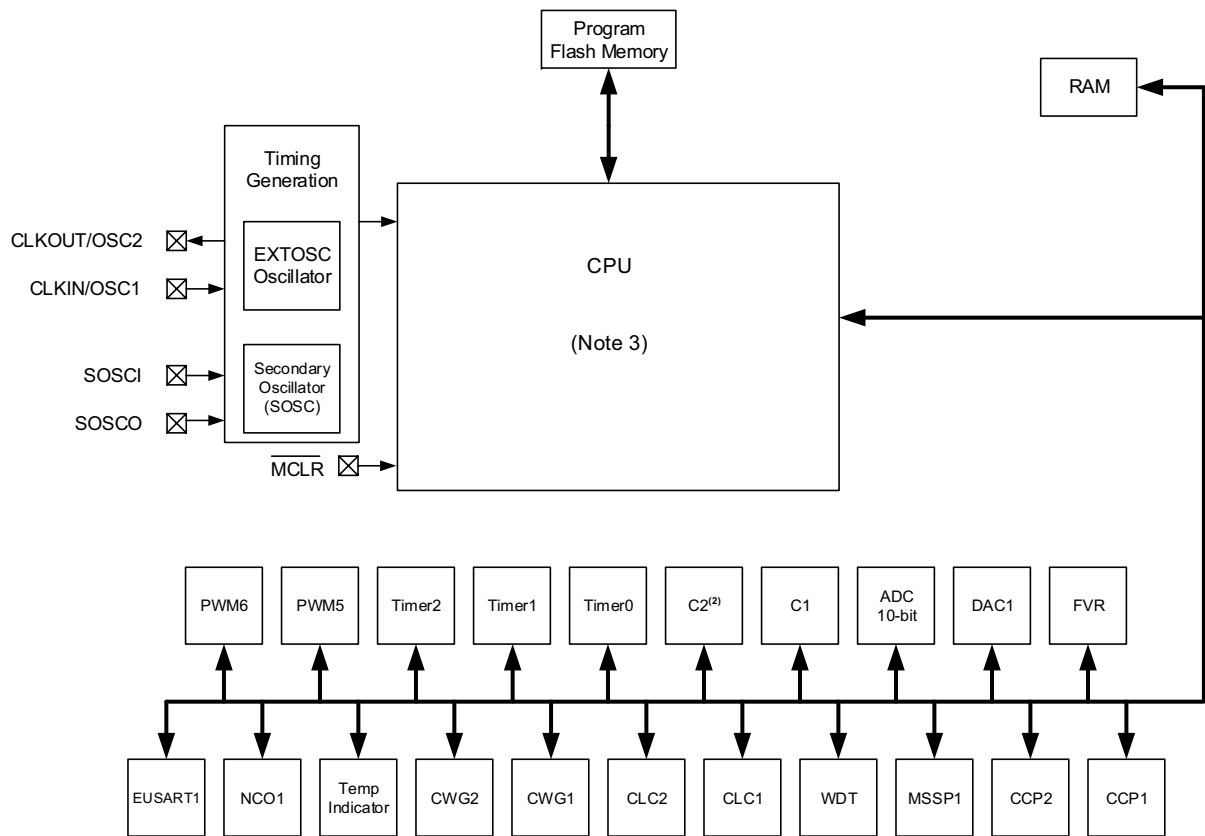 Program
Flash Memory
RAM
Timing
Generation
CLKOUT/OSC2
EXTOSC
Oscillator
CPU
CLKIN/OSC1
(Note 3)
SOSCI
Secondary
Oscillator
(SOSC)
SOSCO
MCLR
PWM6
PWM5
Timer2
Timer1
Timer0
C2⁽²⁾
C1
ADC
10-bit
DAC1
FVR
EUSART1
NCO1
Temp
Indicator
CWG2
CWG1
CLC2
CLC1
WDT
MSSP1
CCP2
CCP1